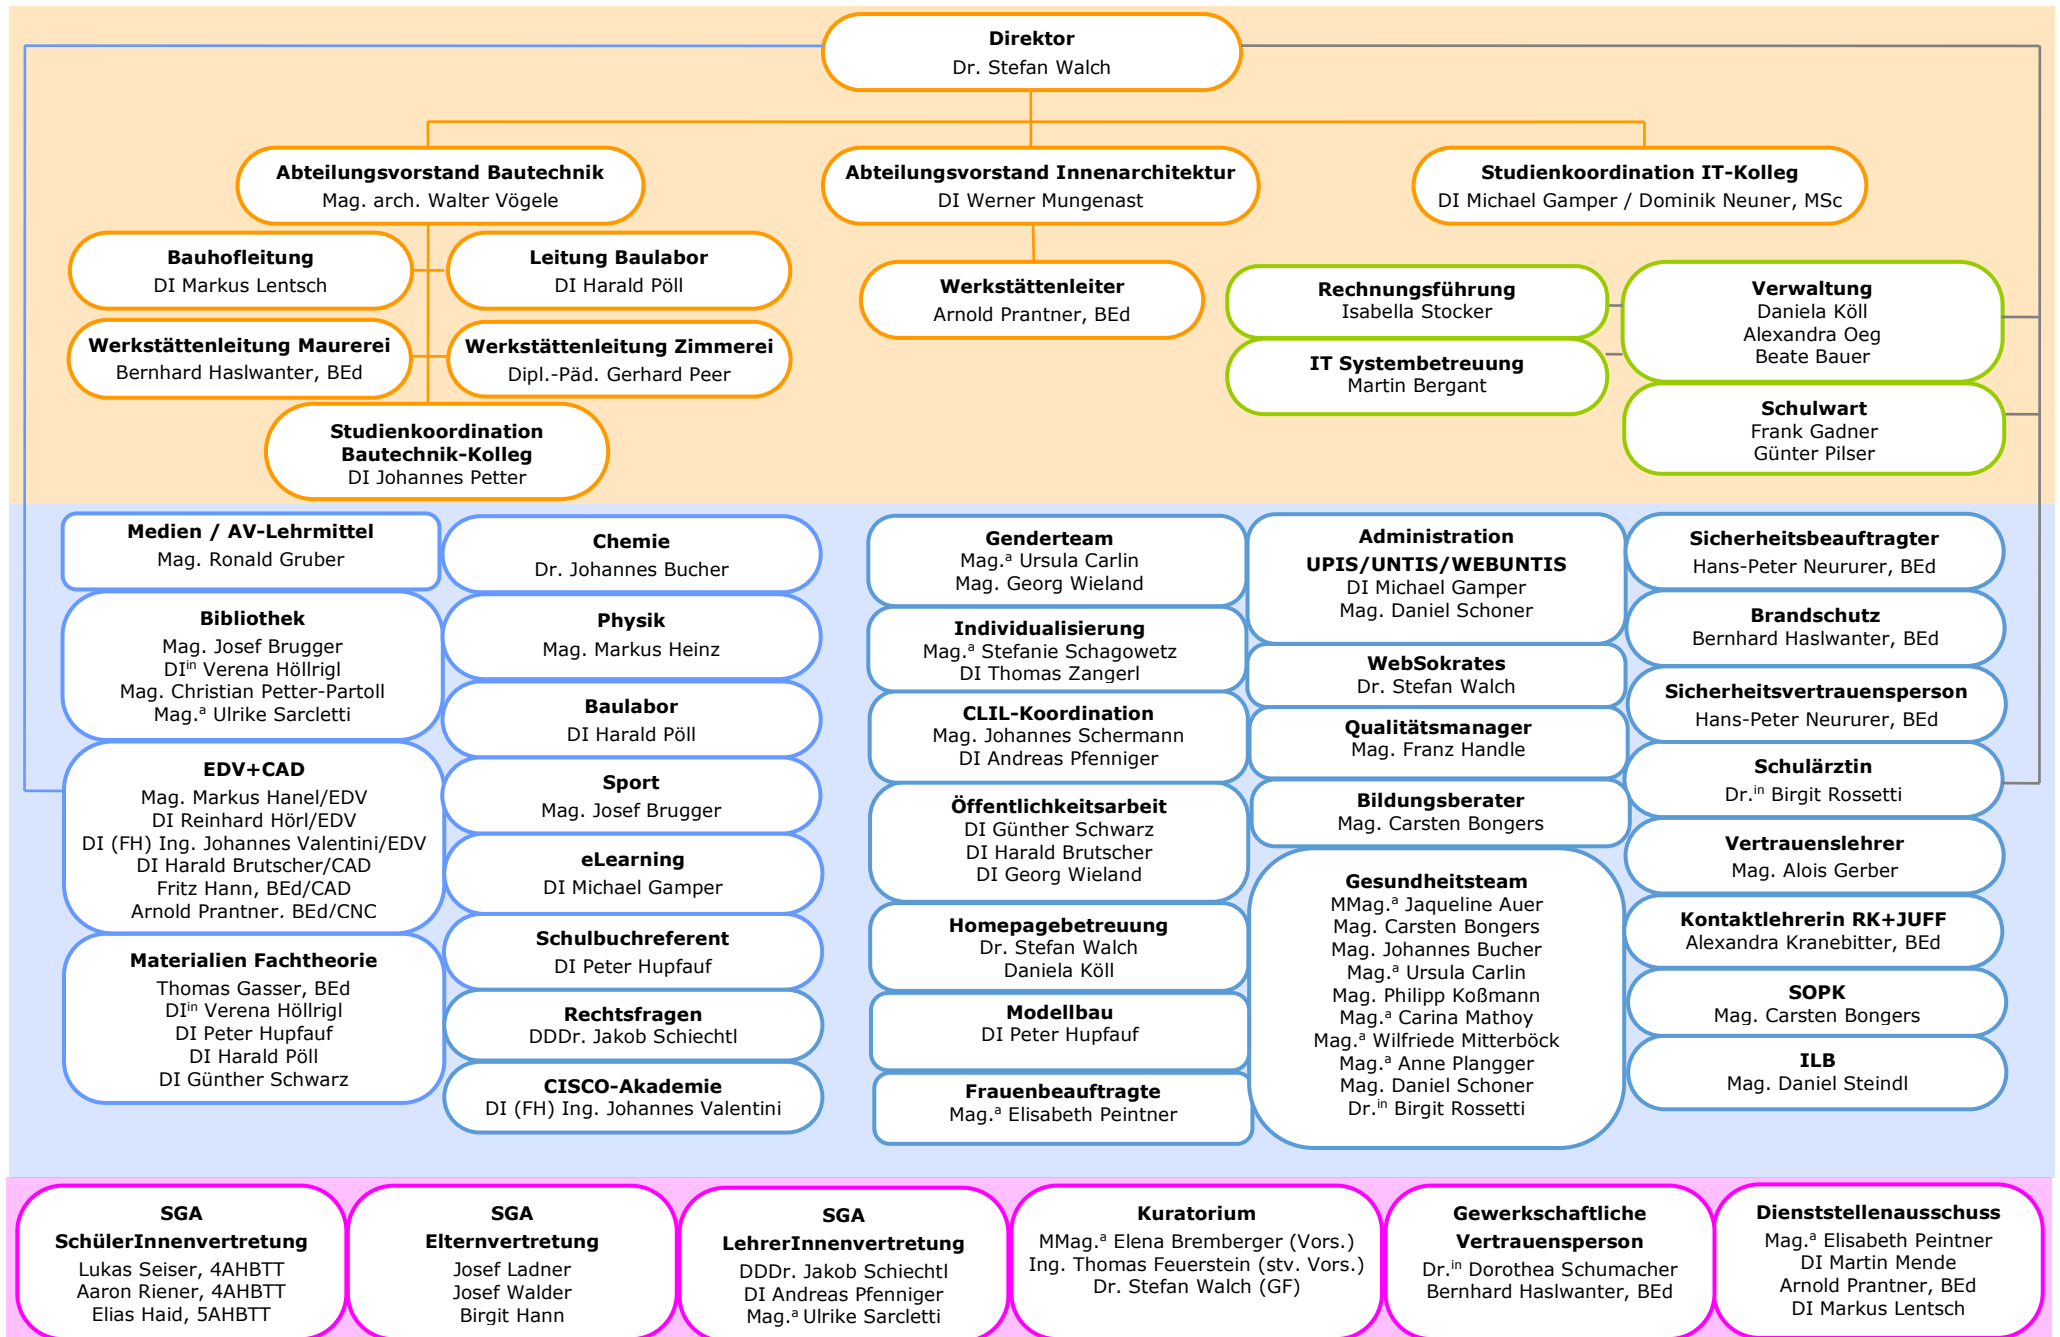 Direktor
Dr. Stefan Walch
Abteilungsvorstand Bautechnik
Mag. arch. Walter Vögele
Abteilungsvorstand Innenarchitektur
DI Werner Mungenast
Studienkoordination IT-Kolleg
DI Michael Gamper / Dominik Neuner, MSc
Bauhofleitung
DI Markus Lentsch
Leitung Baulabor
DI Harald Pöll
Werkstättenleitung Maurerei
Bernhard Haslwanter, BEd
Werkstättenleitung Zimmerei
Dipl.-Päd. Gerhard Peer
Studienkoordination
Bautechnik-Kolleg
DI Johannes Petter
Werkstättenleiter
Arnold Prantner, BEd
Rechnungsführung
Isabella Stocker
IT Systembetreuung
Martin Bergant
Verwaltung
Daniela Köll
Alexandra Oeg
Beate Bauer
Schulwart
Frank Gadner
Günter Pilser
Medien / AV-Lehrmittel
Mag. Ronald Gruber
Bibliothek
Mag. Josef Brugger
DIⁱⁿ Verena Höllrigl
Mag. Christian Petter-Partoll
Mag.ª Ulrike Sarcletti
EDV+CAD
Mag. Markus Hanel/EDV
DI Reinhard Hörl/EDV
DI (FH) Ing. Johannes Valentini/EDV
DI Harald Brutscher/CAD
Fritz Hann, BEd/CAD
Arnold Prantner. BEd/CNC
Materialien Fachtheorie
Thomas Gasser, BEd
DIⁱⁿ Verena Höllrigl
DI Peter Hupfauf
DI Harald Pöll
DI Günther Schwarz
Chemie
Dr. Johannes Bucher
Physik
Mag. Markus Heinz
Baulabor
DI Harald Pöll
Sport
Mag. Josef Brugger
eLearning
DI Michael Gamper
Schulbuchreferent
DI Peter Hupfauf
Rechtsfragen
DDDr. Jakob Schiechtl
CISCO-Akademie
DI (FH) Ing. Johannes Valentini
Genderteam
Mag.ª Ursula Carlin
Mag. Georg Wieland
Individualisierung
Mag.ª Stefanie Schagowetz
DI Thomas Zangerl
CLIL-Koordination
Mag. Johannes Schermann
DI Andreas Pfenniger
Öffentlichkeitsarbeit
DI Günther Schwarz
DI Harald Brutscher
DI Georg Wieland
Homepagebetreuung
Dr. Stefan Walch
Daniela Köll
Modellbau
DI Peter Hupfauf
Frauenbeauftragte
Mag.ª Elisabeth Peintner
Administration
UPIS/UNTIS/WEBUNTIS
DI Michael Gamper
Mag. Daniel Schoner
WebSokrates
Dr. Stefan Walch
Qualitätsmanager
Mag. Franz Handle
Bildungsberater
Mag. Carsten Bongers
Gesundheitsteam
MMag.ª Jaqueline Auer
Mag. Carsten Bongers
Mag. Johannes Bucher
Mag.ª Ursula Carlin
Mag. Philipp Koßmann
Mag.ª Carina Mathoy
Mag.ª Wilfriede Mitterböck
Mag.ª Anne Plangger
Mag. Daniel Schoner
Dr.ⁱⁿ Birgit Rossetti
Sicherheitsbeauftragter
Hans-Peter Neururer, BEd
Brandschutz
Bernhard Haslwanter, BEd
Sicherheitsvertrauensperson
Hans-Peter Neururer, BEd
Schulärztin
Dr.ⁱⁿ Birgit Rossetti
Vertrauenslehrer
Mag. Alois Gerber
Kontaktlehrerin RK+JUFF
Alexandra Kranebitter, BEd
SOPK
Mag. Carsten Bongers
ILB
Mag. Daniel Steindl
SGA
SchülerInnenvertretung
Lukas Seiser, 4AHBTT
Aaron Riener, 4AHBTT
Elias Haid, 5AHBTT
SGA
Elternvertretung
Josef Ladner
Josef Walder
Birgit Hann
SGA
LehrerInnenvertretung
DDDr. Jakob Schiechtl
DI Andreas Pfenniger
Mag.ª Ulrike Sarcletti
Kuratorium
MMag.ª Elena Bremberger (Vors.)
Ing. Thomas Feuerstein (stv. Vors.)
Dr. Stefan Walch (GF)
Gewerkschaftliche
Vertrauensperson
Dr.ⁱⁿ Dorothea Schumacher
Bernhard Haslwanter, BEd
Dienststellenausschuss
Mag.ª Elisabeth Peintner
DI Martin Mende
Arnold Prantner, BEd
DI Markus Lentsch